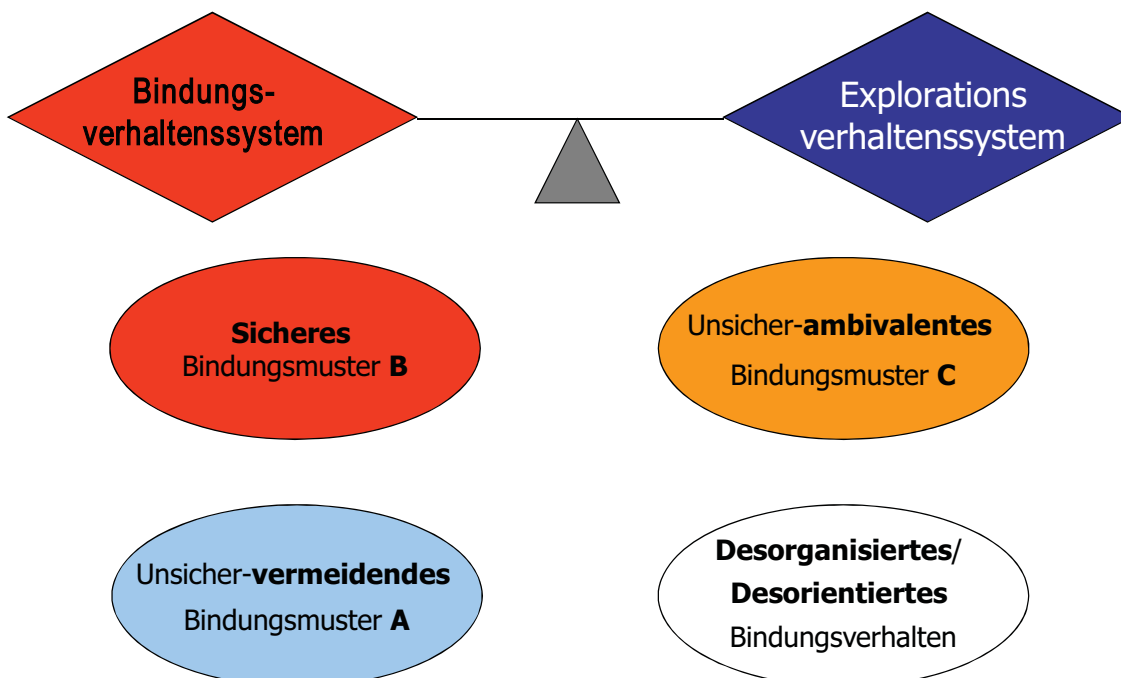 Bindungs-
verhaltenssystem
Explorations
verhaltenssystem
Sicheres
Bindungsmuster B
Unsicher-ambivalentes
Bindungsmuster C
Unsicher-vermeidendes
Bindungsmuster A
Desorganisiertes/
Desorientiertes
Bindungsverhalten